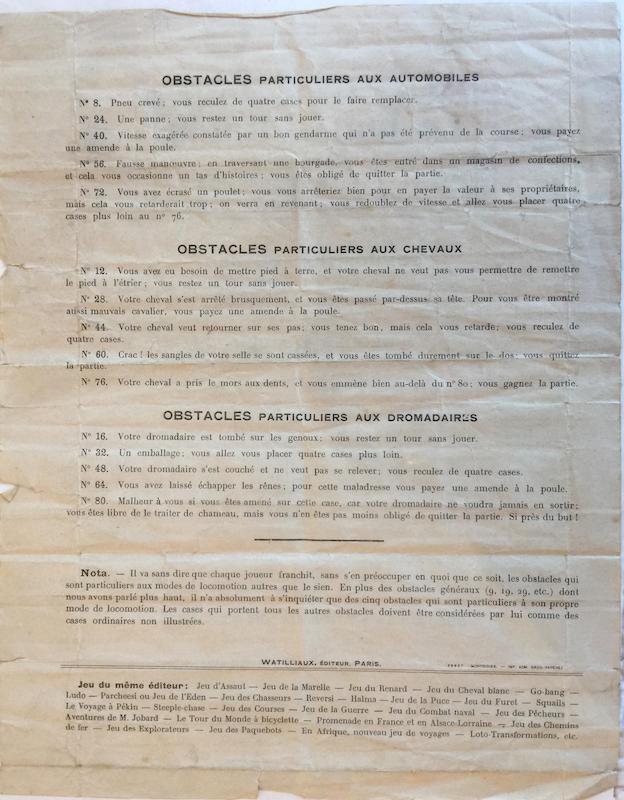 OBSTACLES PARTICULIERS AUX AUTOMOBILES
N° 8. Pneu crevé; vous reculez de quatre cases pour le faire remplacer.
N° 24. Une panne; vous restez un tour sans jouer.
N° 40. Vitesse exagérée constatée par un bon gendarme qui n'a pas été prévenu de la course; vous payez
une amende à la poule.
N° 56. Fausse manœuvre; en traversant une bourgade, vous êtes entré dans un magasin de confections,
et cela vous occasionne un tas d'histoires; vous êtes obligé de quitter la partie.
N° 72. Vous avez écrasé un poulet; vous vous arrêteriez bien pour en payer la valeur à ses propriétaires,
mais cela vous retarderait trop; on verra en revenant; vous redoublez de vitesse et allez vous placer quatre
cases plus loin au n° 76.
OBSTACLES PARTICULIERS AUX CHEVAUX
N° 12. Vous avez eu besoin de mettre pied à terre, et votre cheval ne veut pas vous permettre de remettre
le pied à l'étrier; vous restez un tour sans jouer.
N° 28. Votre cheval s'est arrêté brusquement, et vous êtes passé par-dessus sa tête. Pour vous être montré
aussi mauvais cavalier, vous payez une amende à la poule.
N° 44. Votre cheval veut retourner sur ses pas; vous tenez bon, mais cela vous retarde; vous reculez de
quatre cases.
N° 60. Crac! les sangles de votre selle se sont cassées, et vous êtes tombé durement sur le dos; vous quittez
la partie.
N° 76. Votre cheval a pris le mors aux dents, et vous emmène bien au-delà du n° 80; vous gagnez la partie.
OBSTACLES PARTICULIERS AUX DROMADAIRES
N° 16. Votre dromadaire est tombé sur les genoux; vous restez un tour sans jouer.
N° 32. Un emballage; vous allez vous placer quatre cases plus loin.
N° 48. Votre dromadaire s'est couché et ne veut pas se relever; vous reculez de quatre cases.
N° 64. Vous avez laissé échapper les rênes; pour cette maladresse vous payez une amende à la poule.
N° 80. Malheur à vous si vous êtes amené sur cette case, car votre dromadaire ne voudra jamais en sortir;
vous êtes libre de le traiter de chameau, mais vous n'en êtes pas moins obligé de quitter la partie. Si près du but!
Nota. — Il va sans dire que chaque joueur franchit, sans s'en préoccuper en quoi que ce soit, les obstacles qui
sont particuliers aux modes de locomotion autres que le sien. En plus des obstacles généraux (9, 19, 29, etc.) dont
nous avons parlé plus haut, il n'a absolument à s'inquiéter que des cinq obstacles qui sont particuliers à son propre
mode de locomotion. Les cases qui portent tous les autres obstacles doivent être considérées par lui comme des
cases ordinaires non illustrées.
WATILLIAUX, ÉDITEUR, PARIS.
Jeu du même éditeur: Jeu d'Assaut — Jeu de la Marelle — Jeu du Renard — Jeu du Cheval blanc — Go-bang —
Ludo — Parcheesi ou Jeu de l'Eden — Jeu des Chasseurs — Reversi — Halma — Jeu de la Puce — Jeu du Furet — Squails —
Le Voyage à Pékin — Steeple-chase — Jeu des Courses — Jeu de la Guerre — Jeu du Combat naval — Jeu des Pêcheurs —
Aventures de M. Jobard — Le Tour du Monde à bicyclette — Promenade en France et en Alsace-Lorraine — Jeu des Chemins
de fer — Jeu des Explorateurs — Jeu des Paquebots — En Afrique, nouveau jeu de voyages — Loto-Transformations, etc.